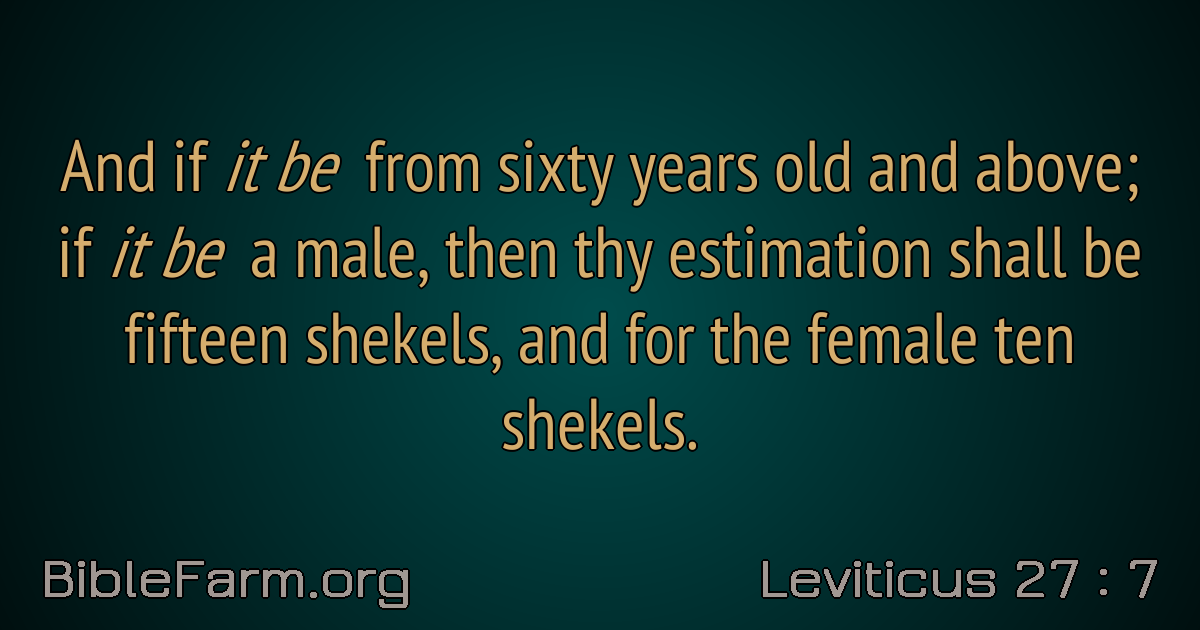 And if it be from sixty years old and above;
if it be a male, then thy estimation shall be
fifteen shekels, and for the female ten
shekels.
BibleFarm.org
Leviticus 27 : 7